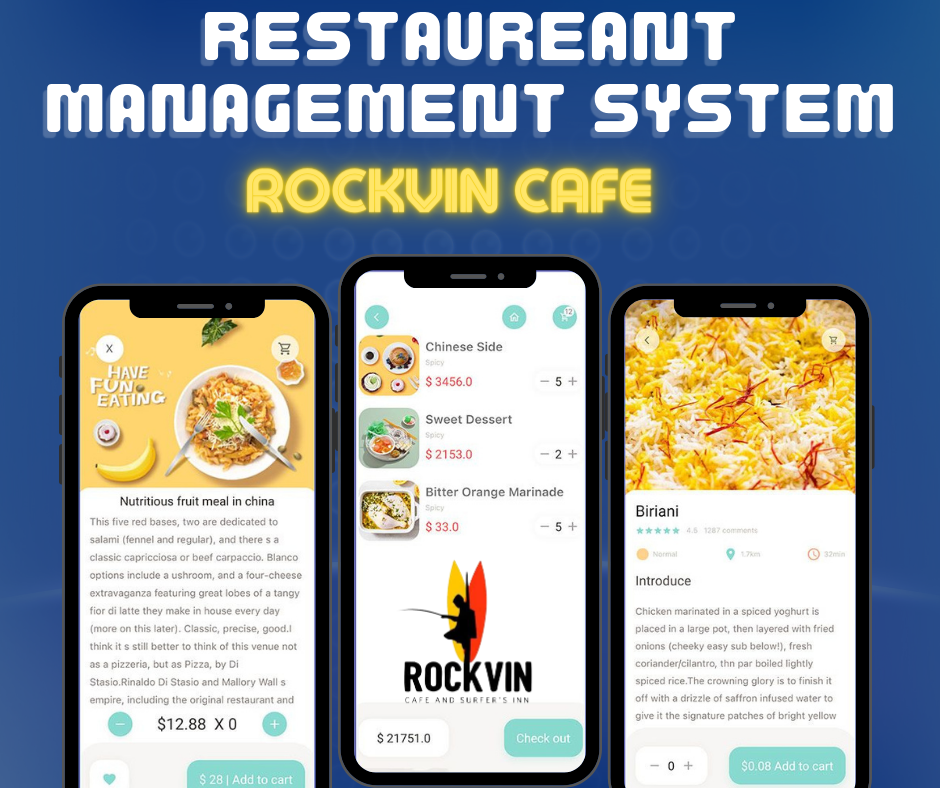 RESTAUREANT
MANAGEMENT SYSTEM
ROCKVIN CAFE
X
HAVE
FUN
EATING
Nutritious fruit meal in china
This five red bases, two are dedicated to
salami (fennel and regular), and there s a
classic capricciosa or beef carpaccio. Blanco
options include a ushroom, and a four-cheese
extravaganza featuring great lobes of a tangy
fior di latte they make in house every day
(more on this later). Classic, precise, good.I
think it s still better to think of this venue not
as a pizzeria, but as Pizza, by Di
Stasio.Rinaldo Di Stasio and Mallory Wall s
empire, including the original restaurant and
− $12.88 X 0 +
$ 28 | Add to cart
12
Chinese Side
Spicy
$ 3456.0 − 5 +
Sweet Dessert
Spicy
$ 2153.0 − 2 +
Bitter Orange Marinade
Spicy
$ 33.0 − 5 +
ROCKVIN
CAFE AND SURFER'S INN
$ 21751.0 Check out
Biriani
4.5 1287 comments
Normal 1.7km 32min
Introduce
Chicken marinated in a spiced yoghurt is
placed in a large pot, then layered with fried
onions (cheeky easy sub below!), fresh
coriander/cilantro, thn par boiled lightly
spiced rice.The crowning glory is to finish it
off with a drizzle of saffron infused water to
give it the signature patches of bright yellow
− 0 + $0.08 Add to cart